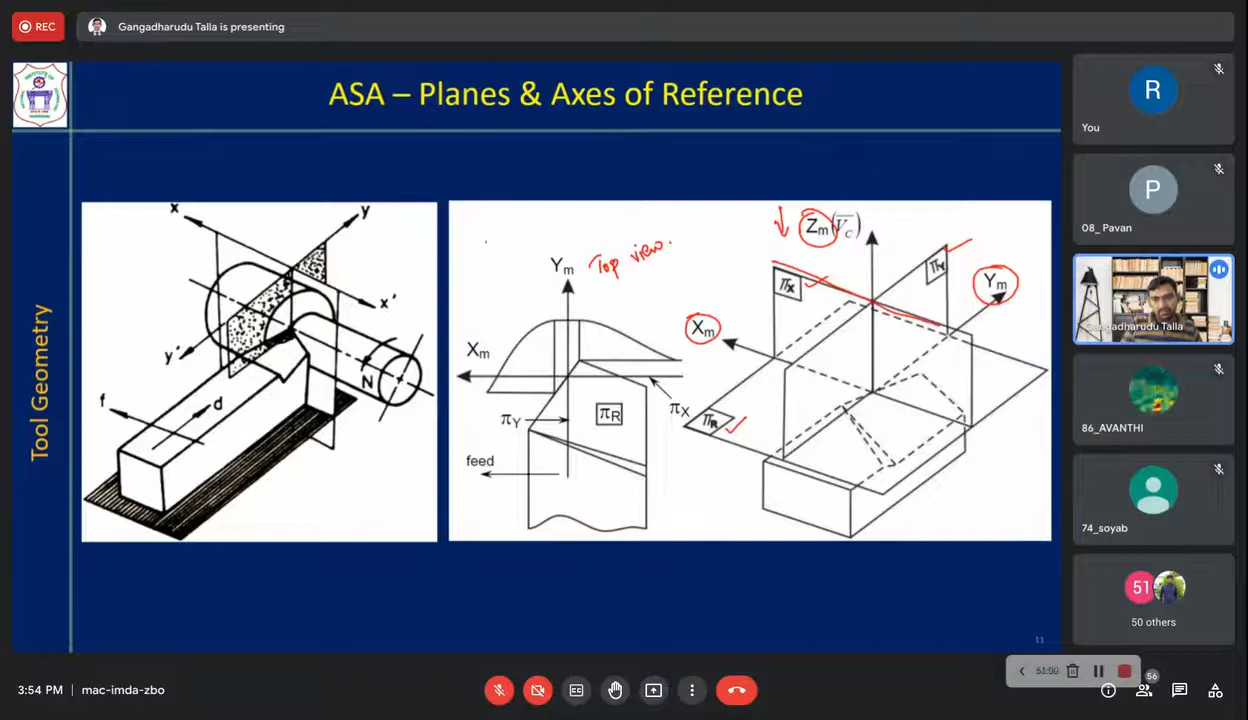 REC
Gangadharudu Talla is presenting
ASA – Planes & Axes of Reference
Tool Geometry
x
y
x'
y'
N
f
d
Ym
Top view.
Xm
πY
πR
πX
feed
Zm(Vc)
πX
πY
Ym
Xm
πR
11
R
You
P
08_ Pavan
Gangadharudu Talla
86_AVANTHI
74_soyab
51
50 others
3:54 PM | mac-imda-zbo
CC
56